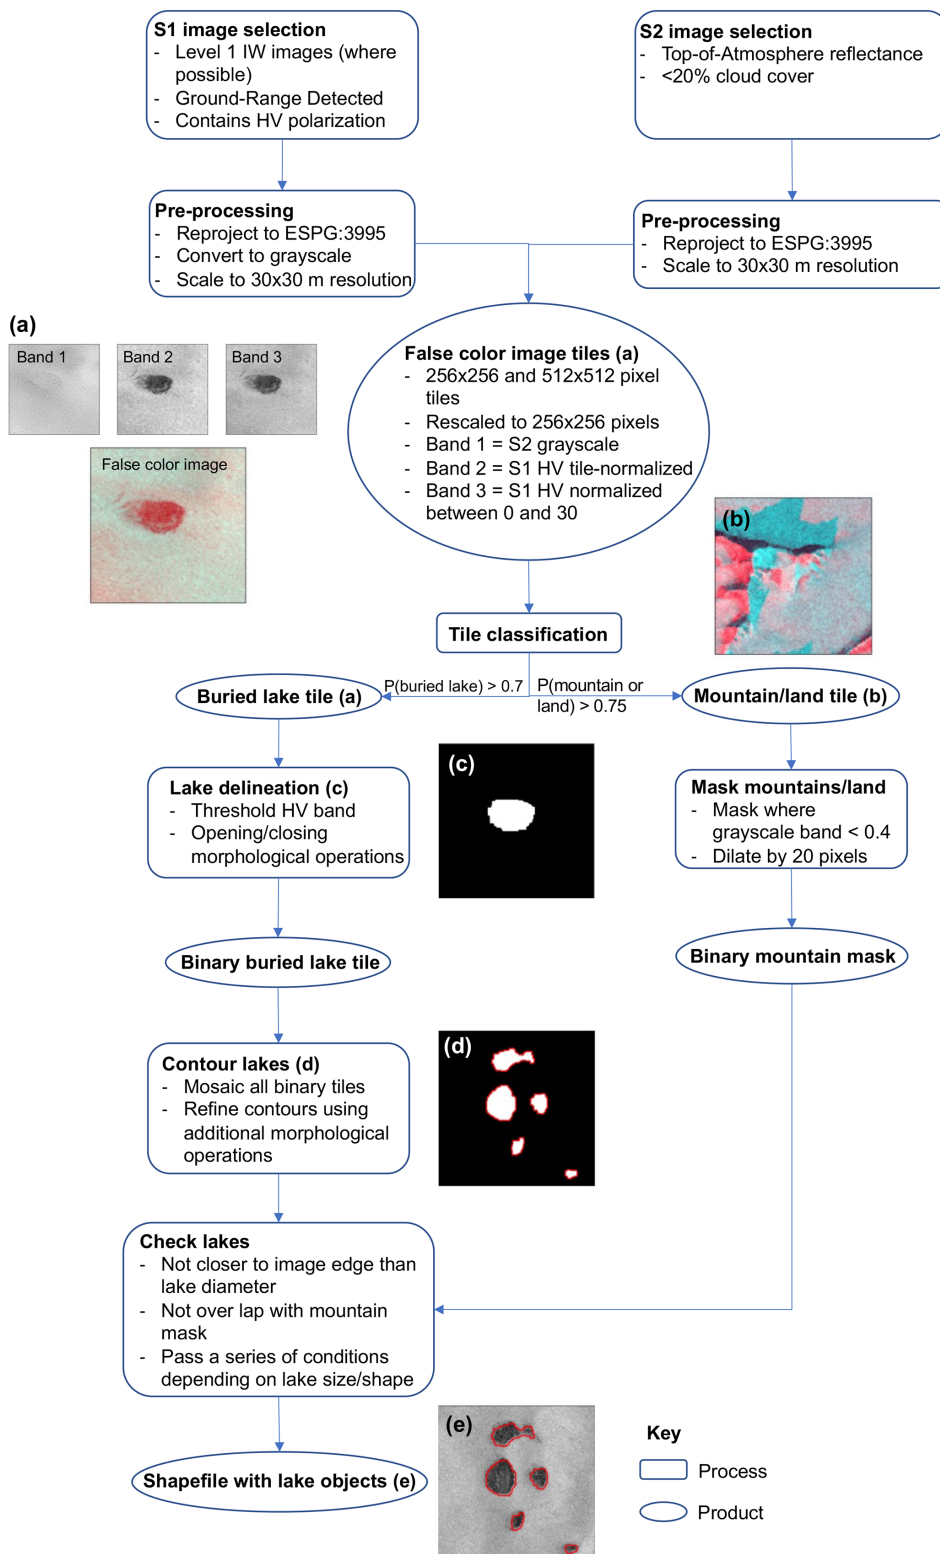 S1 image selection
- Level 1 IW images (where
possible)
- Ground-Range Detected
- Contains HV polarization
S2 image selection
- Top-of-Atmosphere reflectance
- <20% cloud cover
Pre-processing
- Reproject to ESPG:3995
- Convert to grayscale
- Scale to 30x30 m resolution
Pre-processing
- Reproject to ESPG:3995
- Scale to 30x30 m resolution
(a)
Band 1
Band 2
Band 3
False color image
False color image tiles (a)
- 256x256 and 512x512 pixel
tiles
- Rescaled to 256x256 pixels
- Band 1 = S2 grayscale
- Band 2 = S1 HV tile-normalized
- Band 3 = S1 HV normalized
between 0 and 30
(b)
Tile classification
P(buried lake) > 0.7
P(mountain or
land) > 0.75
Buried lake tile (a)
Mountain/land tile (b)
Lake delineation (c)
- Threshold HV band
- Opening/closing
morphological operations
(c)
Mask mountains/land
- Mask where
grayscale band < 0.4
- Dilate by 20 pixels
Binary buried lake tile
Binary mountain mask
Contour lakes (d)
- Mosaic all binary tiles
- Refine contours using
additional morphological
operations
(d)
Check lakes
- Not closer to image edge than
lake diameter
- Not over lap with mountain
mask
- Pass a series of conditions
depending on lake size/shape
Shapefile with lake objects (e)
(e)
Key
Process
Product